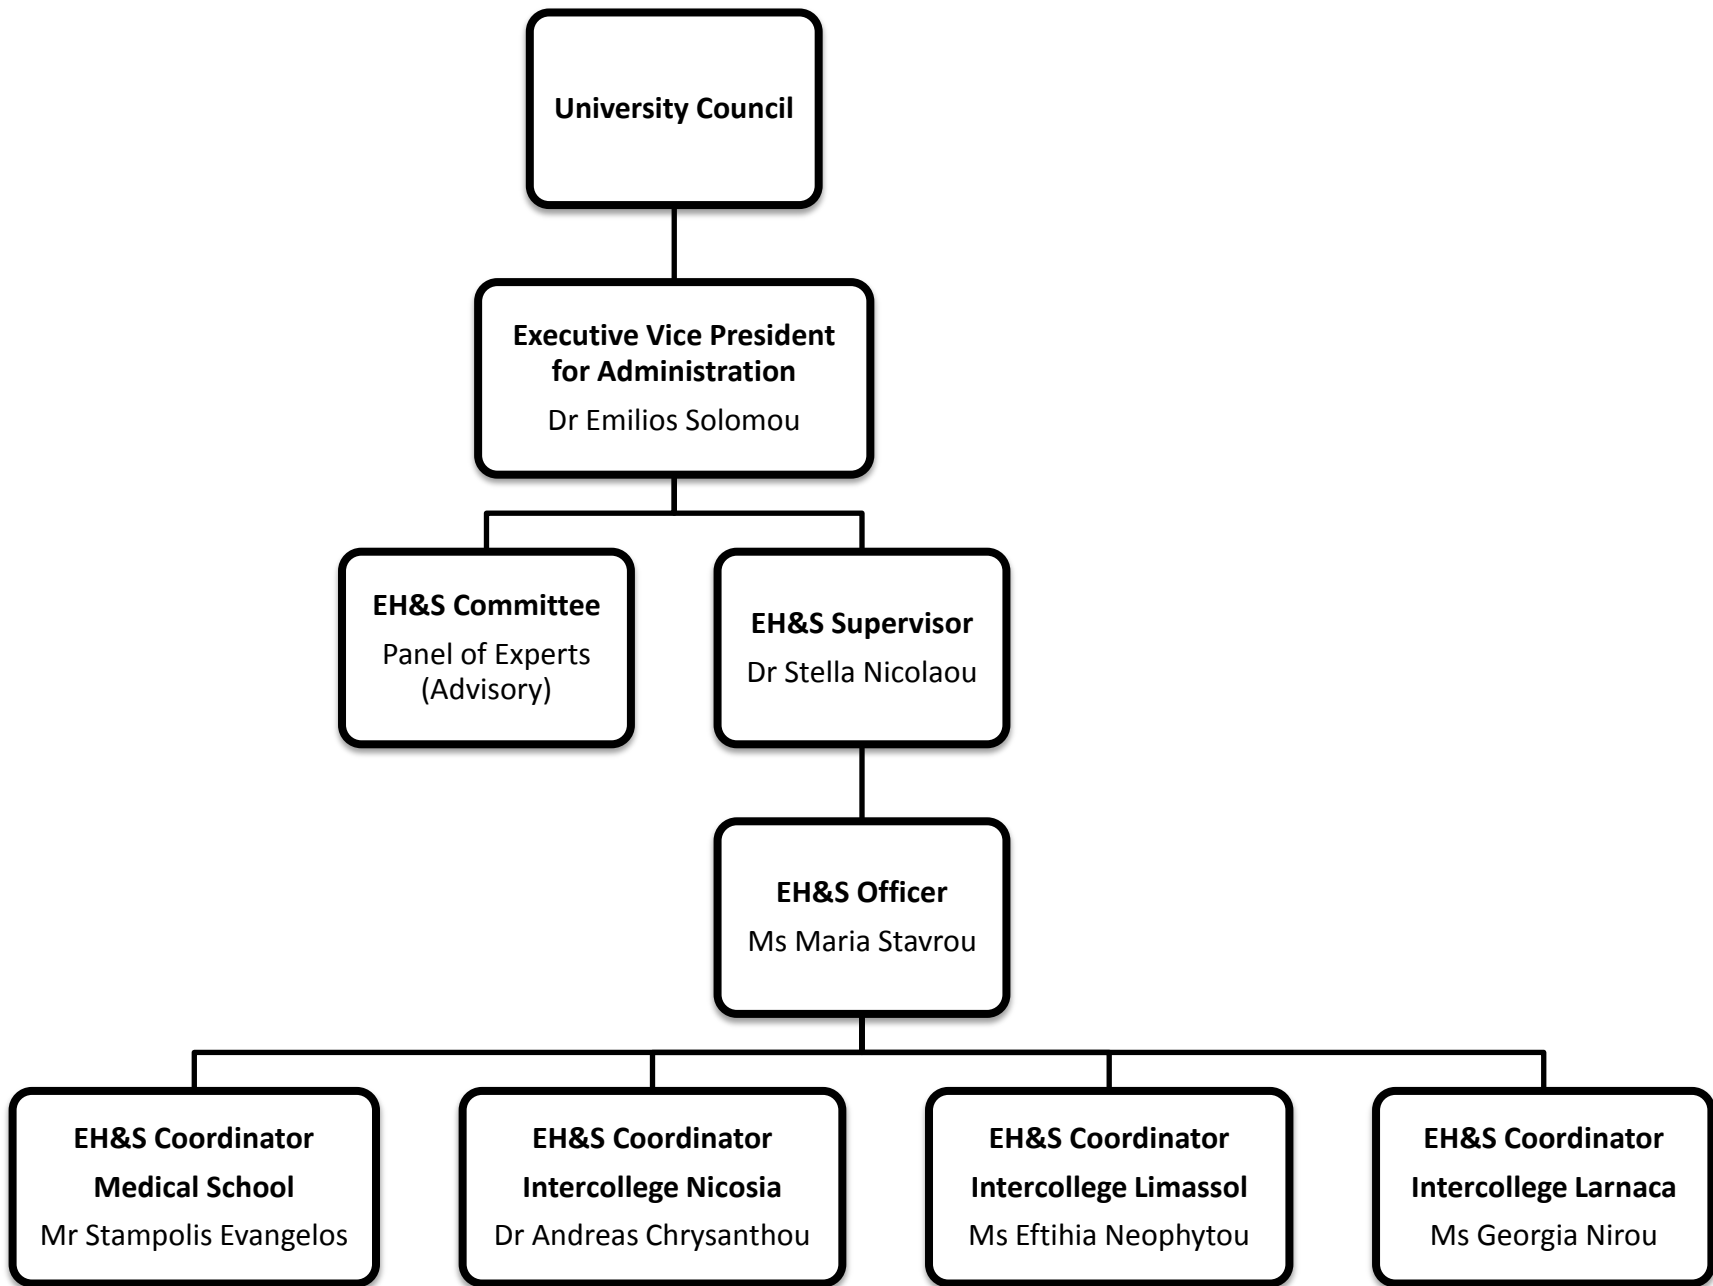 University Council
Executive Vice President
for Administration
Dr Emilios Solomou
EH&S Committee
Panel of Experts
(Advisory)
EH&S Supervisor
Dr Stella Nicolaou
EH&S Officer
Ms Maria Stavrou
EH&S Coordinator
Medical School
Mr Stampolis Evangelos
EH&S Coordinator
Intercollege Nicosia
Dr Andreas Chrysanthou
EH&S Coordinator
Intercollege Limassol
Ms Eftihia Neophytou
EH&S Coordinator
Intercollege Larnaca
Ms Georgia Nirou